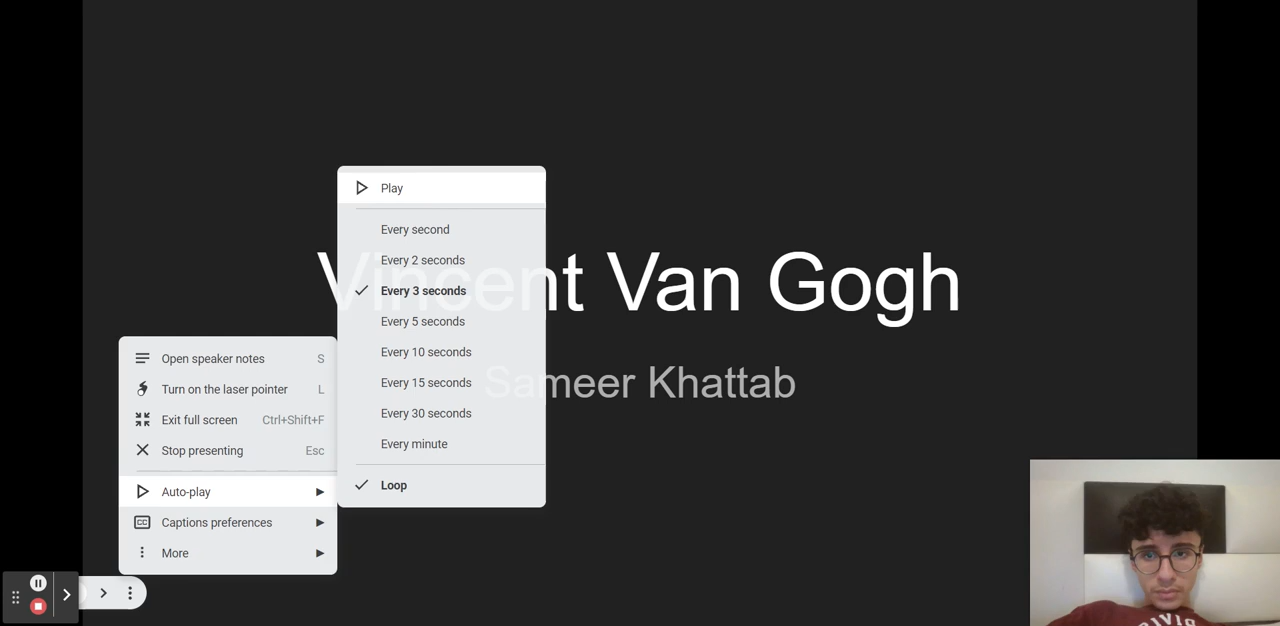 Play
Every second
Every 2 seconds
Every 3 seconds
Every 5 seconds
Every 10 seconds
Every 15 seconds
Every 30 seconds
Every minute
Loop
Vincent Van Gogh
Sameer Khattab
Open speaker notes S
Turn on the laser pointer L
Exit full screen Ctrl+Shift+F
Stop presenting Esc
Auto-play
CC Captions preferences
More